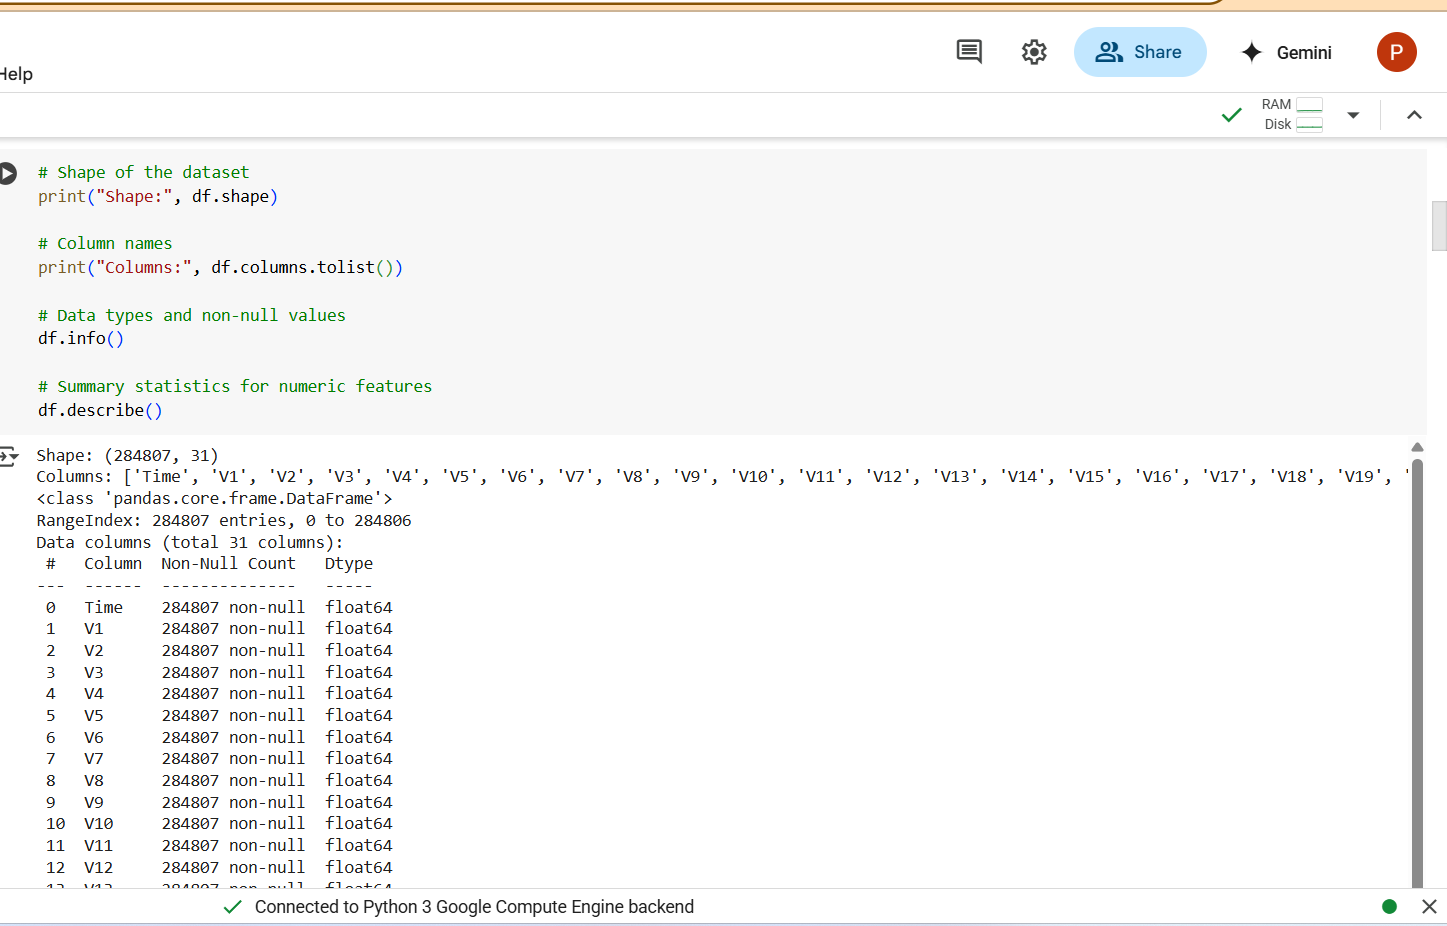 Share
Gemini
P
Help
RAM
Disk
# Shape of the dataset
print("Shape:", df.shape)
# Column names
print("Columns:", df.columns.tolist())
# Data types and non-null values
df.info()
# Summary statistics for numeric features
df.describe()
Shape: (284807, 31)
Columns: ['Time', 'V1', 'V2', 'V3', 'V4', 'V5', 'V6', 'V7', 'V8', 'V9', 'V10', 'V11', 'V12', 'V13', 'V14', 'V15', 'V16', 'V17', 'V18', 'V19', '
<class 'pandas.core.frame.DataFrame'>
RangeIndex: 284807 entries, 0 to 284806
Data columns (total 31 columns):
 #   Column  Non-Null Count   Dtype
---  ------  --------------   -----
 0   Time    284807 non-null  float64
 1   V1      284807 non-null  float64
 2   V2      284807 non-null  float64
 3   V3      284807 non-null  float64
 4   V4      284807 non-null  float64
 5   V5      284807 non-null  float64
 6   V6      284807 non-null  float64
 7   V7      284807 non-null  float64
 8   V8      284807 non-null  float64
 9   V9      284807 non-null  float64
 10  V10     284807 non-null  float64
 11  V11     284807 non-null  float64
 12  V12     284807 non-null  float64
 13  V13     284807 non-null  float64
Connected to Python 3 Google Compute Engine backend